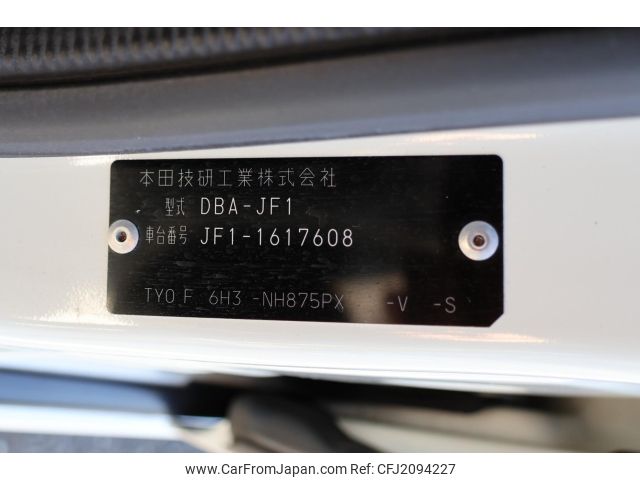 本田技研工業株式会社
型式 DBA-JF1
車台番号 JF1-1617608
TYO F 6H3 -NH875PX -V -S
www.CarFromJapan.com / CFJ2094227